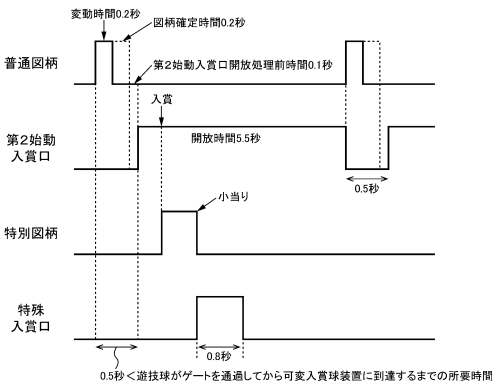 変動時間0.2秒
図柄確定時間0.2秒
普通図柄
第2始動入賞口開放処理前時間0.1秒
入賞
第2始動
入賞口
開放時間5.5秒
0.5秒
小当り
特別図柄
特殊
入賞口
0.8秒
0.5秒<遊技球がゲートを通過してから可変入賞球装置に到達するまでの所要時間